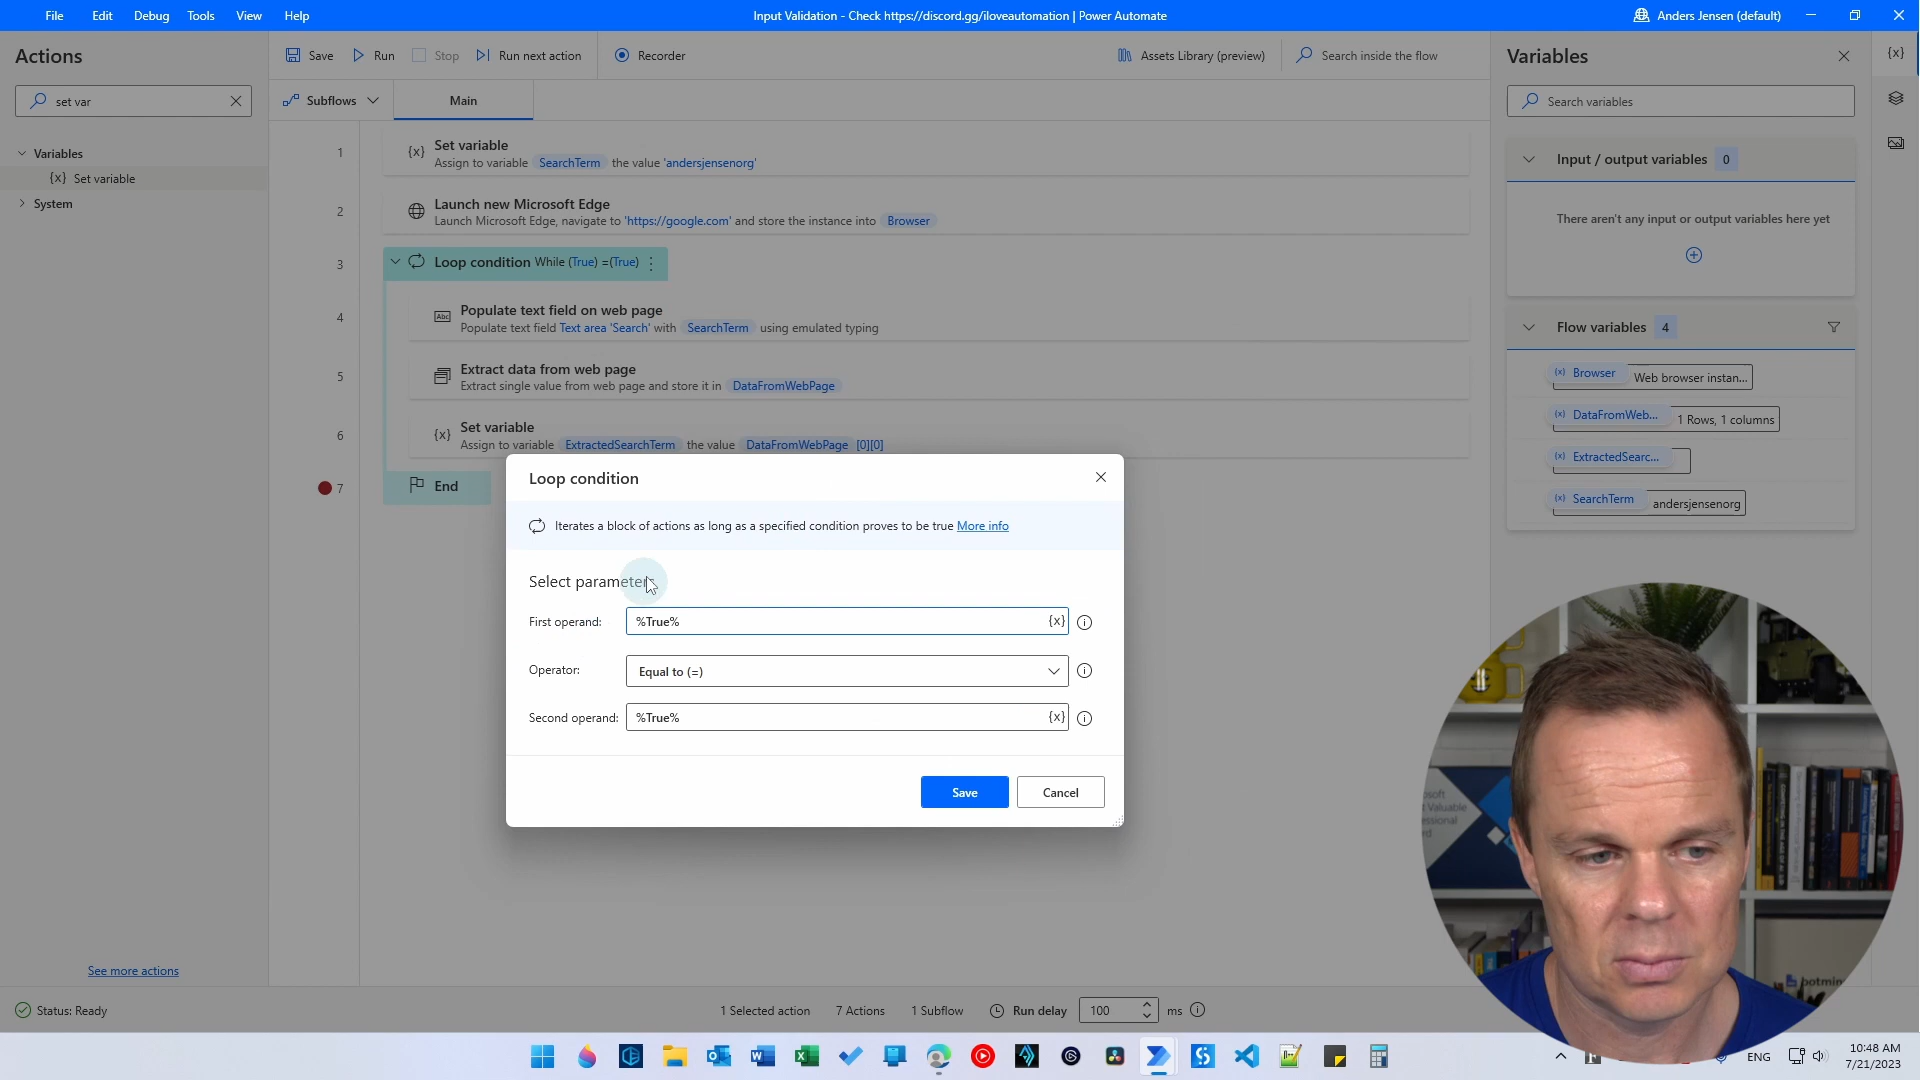 File Edit Debug Tools View Help
Input Validation - Check https://discord.gg/iloveautomation | Power Automate
Anders Jensen (default)
Actions
set var
Variables
{x} Set variable
System
See more actions
Save Run Stop Run next action Recorder
Assets Library (preview)
Search inside the flow
Subflows
Main
1
{x} Set variable
Assign to variable SearchTerm the value 'andersjensenorg'
2
Launch new Microsoft Edge
Launch Microsoft Edge, navigate to 'https://google.com' and store the instance into Browser
3
Loop condition While (True) =(True)
4
Abc Populate text field on web page
Populate text field Text area 'Search' with SearchTerm using emulated typing
5
Extract data from web page
Extract single value from web page and store it in DataFromWebPage
6
{x} Set variable
Assign to variable ExtractedSearchTerm the value DataFromWebPage [0][0]
7
End
Loop condition
Iterates a block of actions as long as a specified condition proves to be true More info
Select parameters
First operand: %True% {x}
Operator: Equal to (=)
Second operand: %True% {x}
Save Cancel
Variables
{x}
Search variables
Input / output variables 0
There aren't any input or output variables here yet
Flow variables 4
(x) Browser Web browser instan...
(x) DataFromWeb... 1 Rows, 1 columns
(x) ExtractedSearc...
(x) SearchTerm andersjensenorg
Status: Ready
1 Selected action 7 Actions 1 Subflow Run delay 100 ms
ENG
10:48 AM
7/21/2023